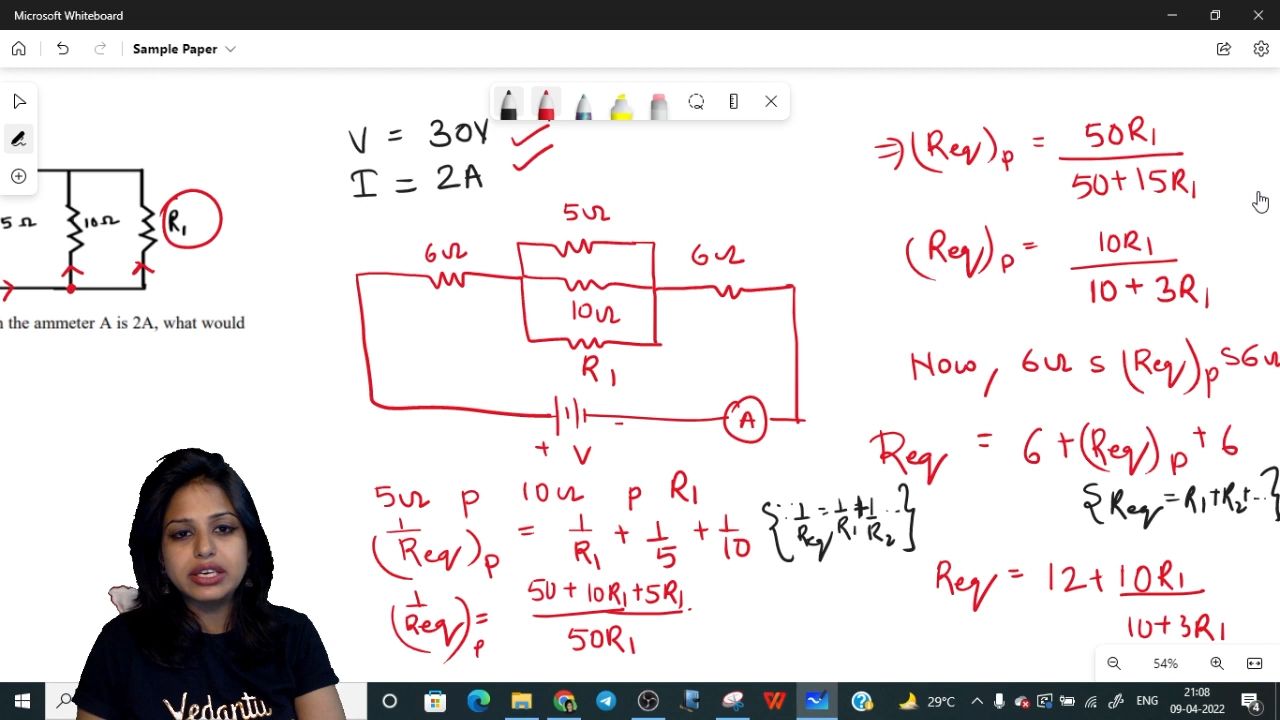 Microsoft Whiteboard
Sample Paper
V = 30V
I = 2A
5Ω
10Ω
R1
n the ammeter A is 2A, what would
5Ω
6Ω
6Ω
10Ω
R1
A
+ V -
5Ω p 10Ω p R1
(1/Req)p = 1/R1 + 1/5 + 1/10 {∵ 1/Req = 1/R1 + 1/R2 ...}
(1/Req)p = (50 + 10R1 + 5R1)/50R1
⇒ (Req)p = 50R1/(50+15R1)
(Req)p = 10R1/(10 + 3R1)
Now, 6Ω s (Req)p s 6Ω
Req = 6 + (Req)p + 6
{Req = R1 + R2 + ..}
Req = 12 + 10R1/(10+3R1)
Vedantu
54%
29°C
ENG
21:08
09-04-2022
4